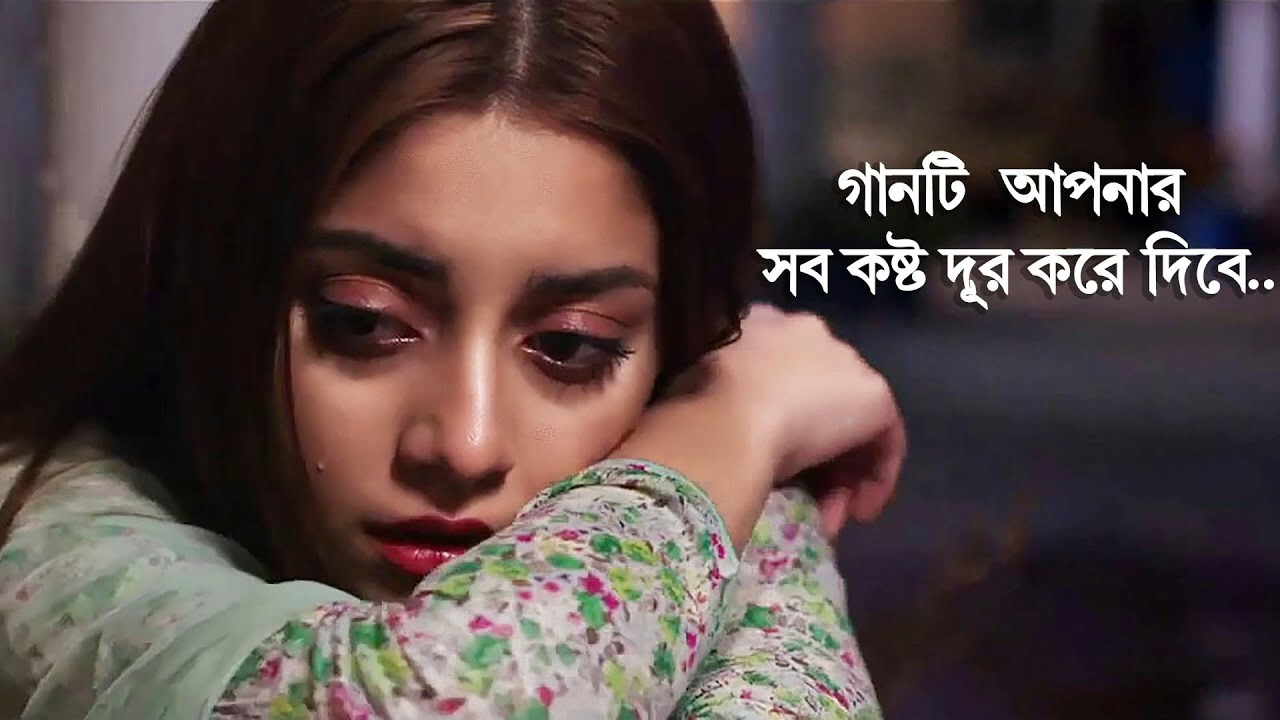 গানটি আপনার
সব কষ্ট দূর করে দিবে..